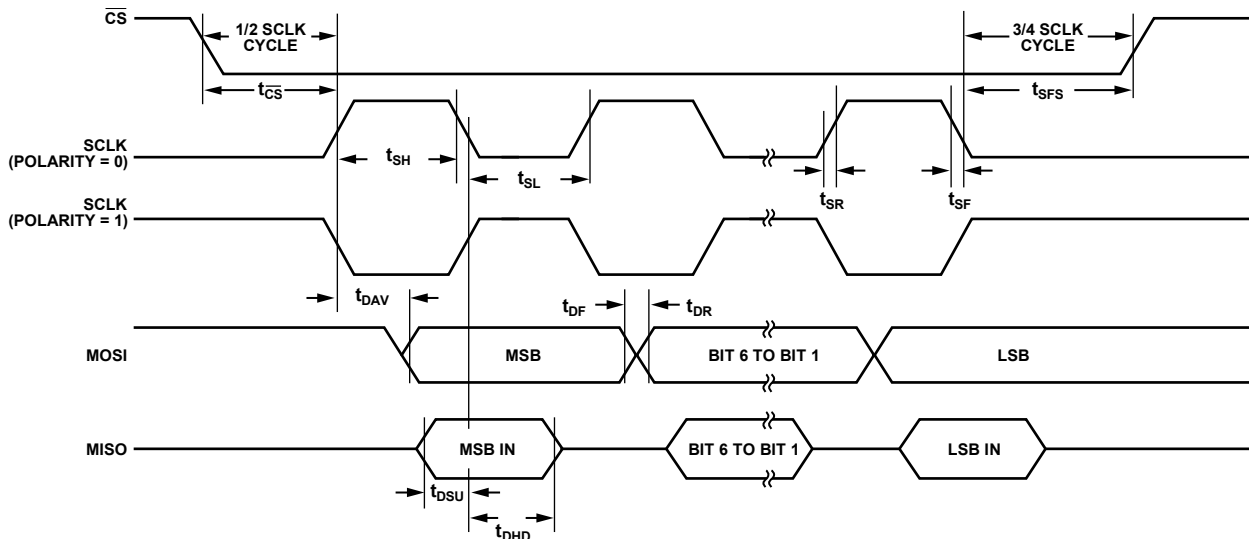 CS
1/2 SCLK
CYCLE
3/4 SCLK
CYCLE
tCS
tSFS
SCLK
(POLARITY = 0)
tSH
tSL
tSR
tSF
SCLK
(POLARITY = 1)
tDAV
tDF
tDR
MOSI
MSB
BIT 6 TO BIT 1
LSB
MISO
MSB IN
BIT 6 TO BIT 1
LSB IN
tDSU
tDHD